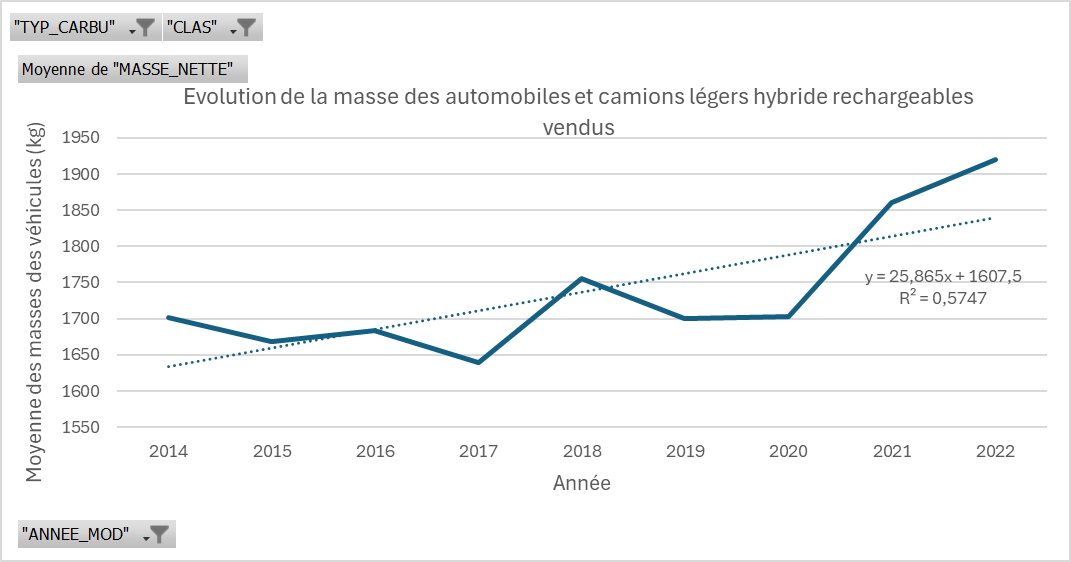 "TYP_CARBU" "CLAS"
Moyenne de "MASSE_NETTE"
Evolution de la masse des automobiles et camions légers hybride rechargeables
vendus
Moyenne des masses des véhicules (kg)
1950
1900
1850
1800
1750
1700
1650
1600
1550
y = 25,865x + 1607,5
R² = 0,5747
2014 2015 2016 2017 2018 2019 2020 2021 2022
Année
"ANNEE_MOD"